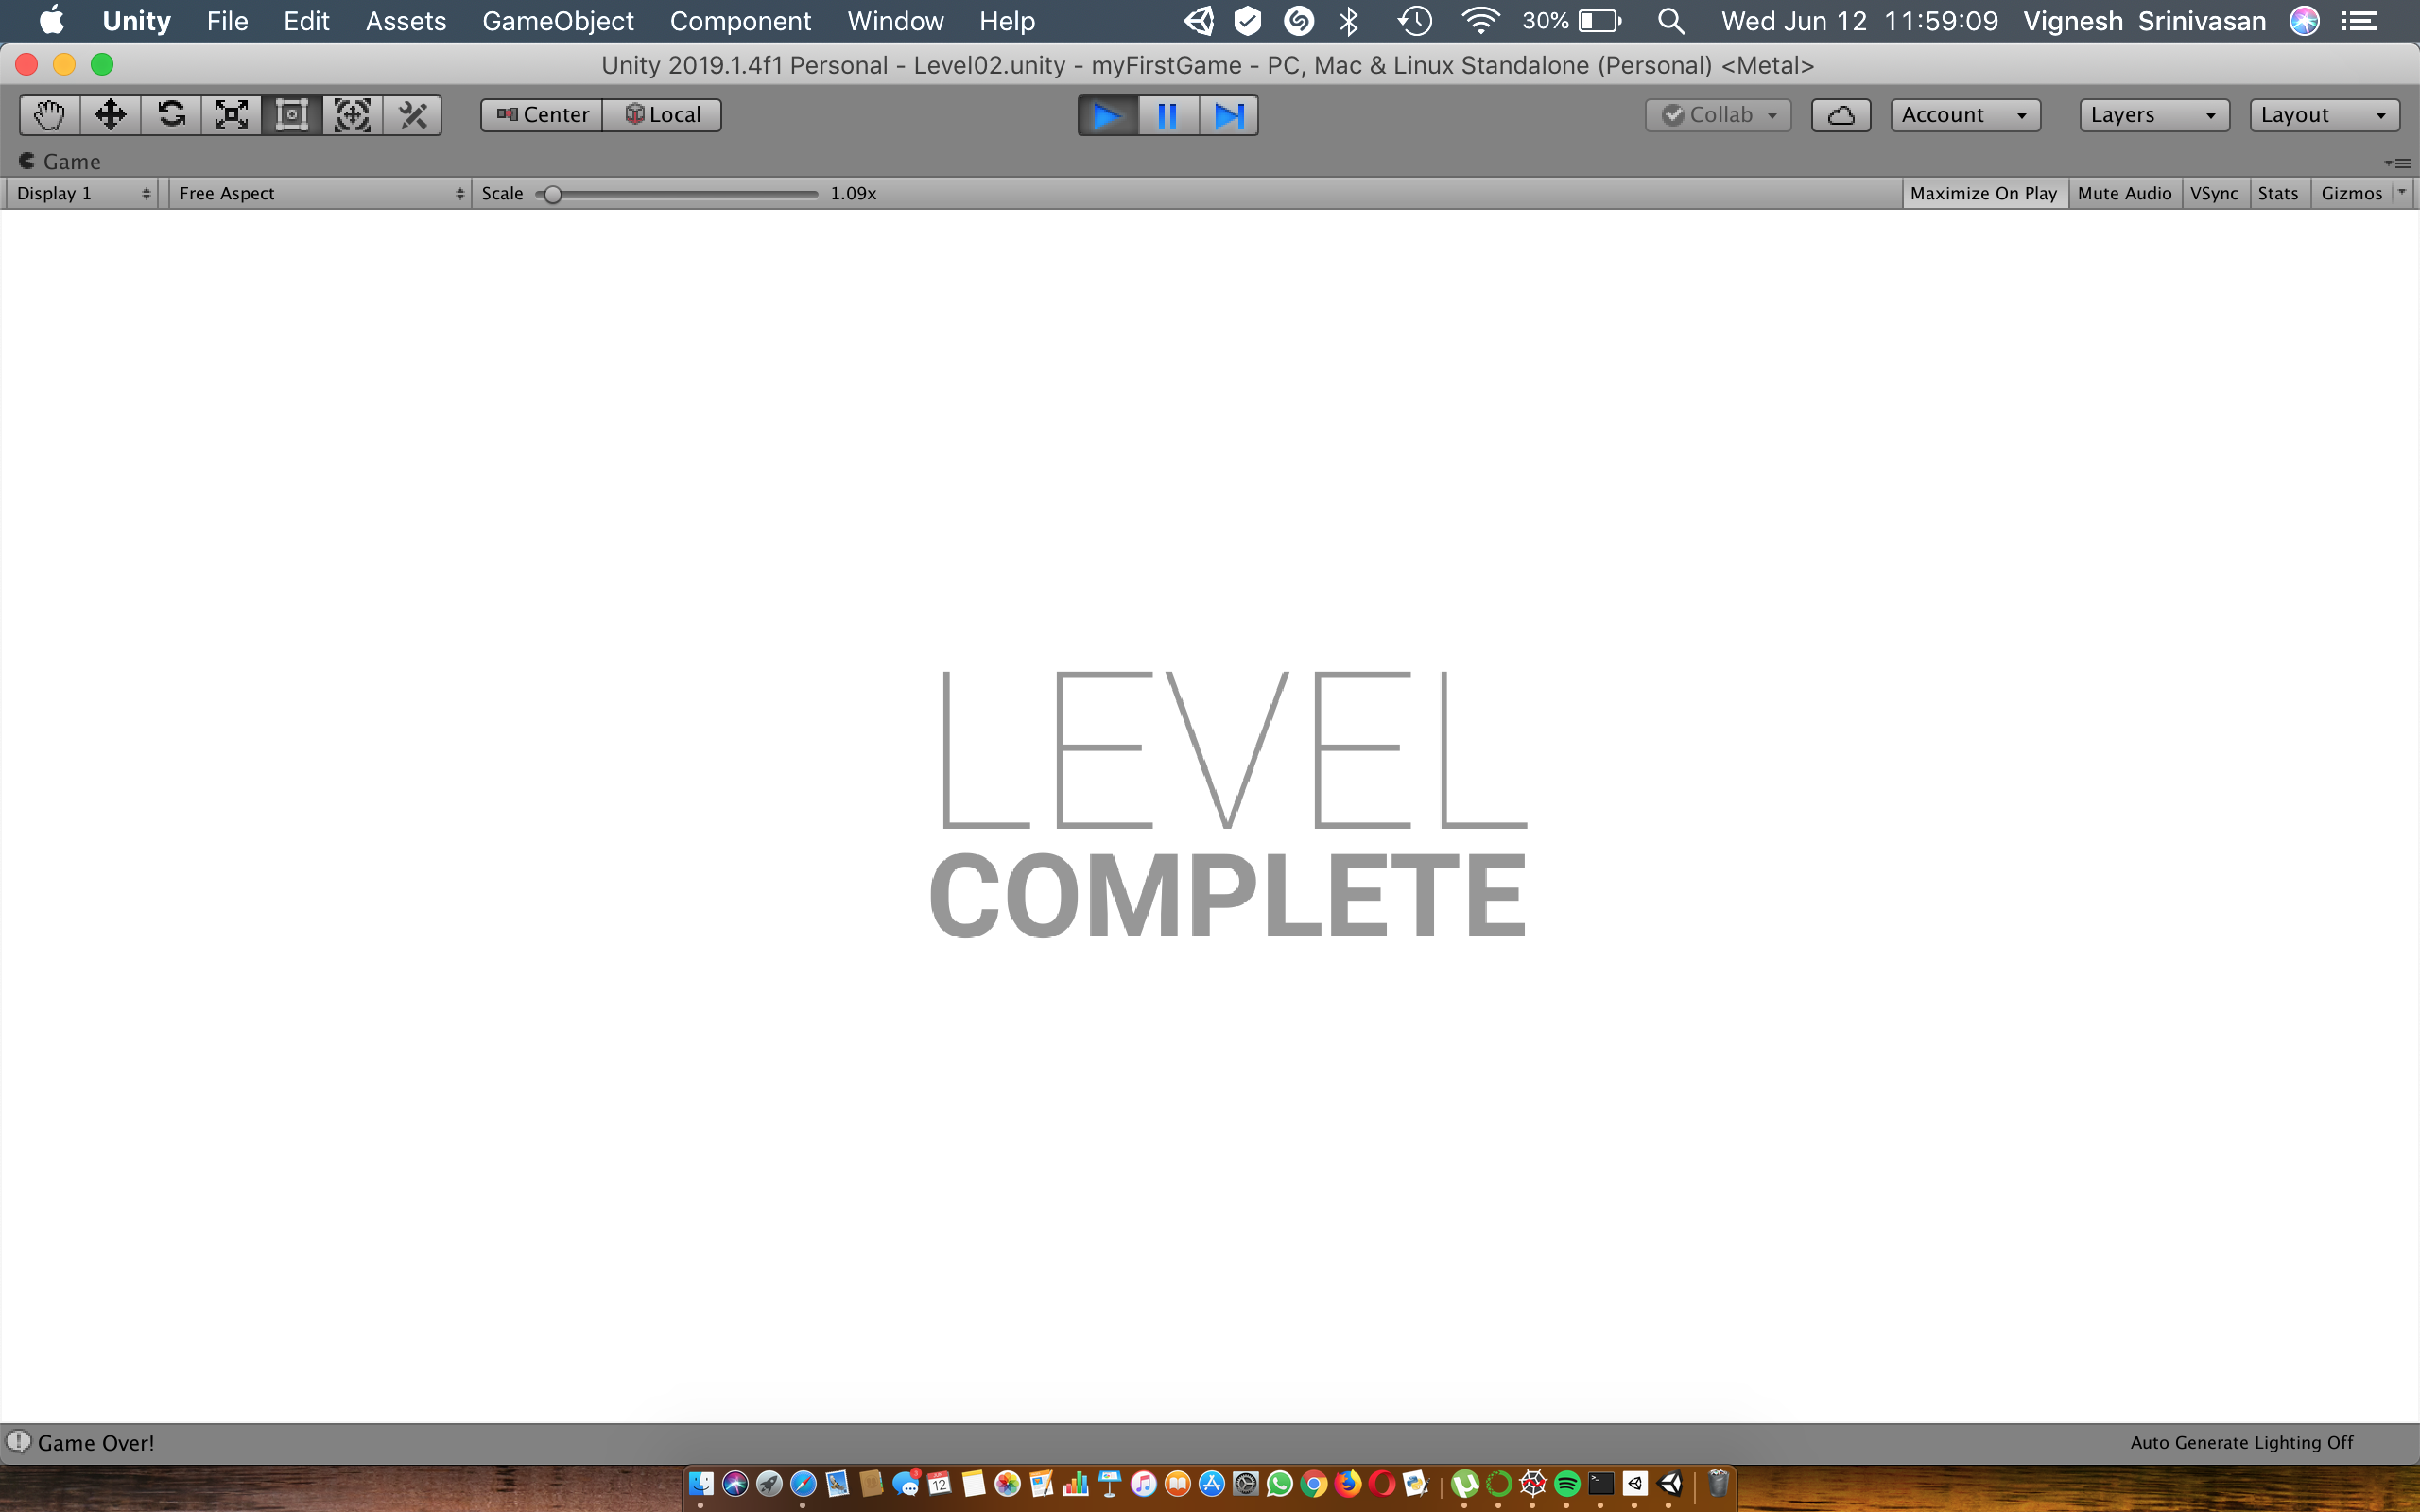 Unity File Edit Assets GameObject Component Window Help 30% Wed Jun 12 11:59:09 Vignesh Srinivasan
Unity 2019.1.4f1 Personal - Level02.unity - myFirstGame - PC, Mac & Linux Standalone (Personal) <Metal>
Center Local Collab Account Layers Layout
Game
Display 1 Free Aspect Scale 1.09x Maximize On Play Mute Audio VSync Stats Gizmos
LEVEL
COMPLETE
Game Over! Auto Generate Lighting Off
12